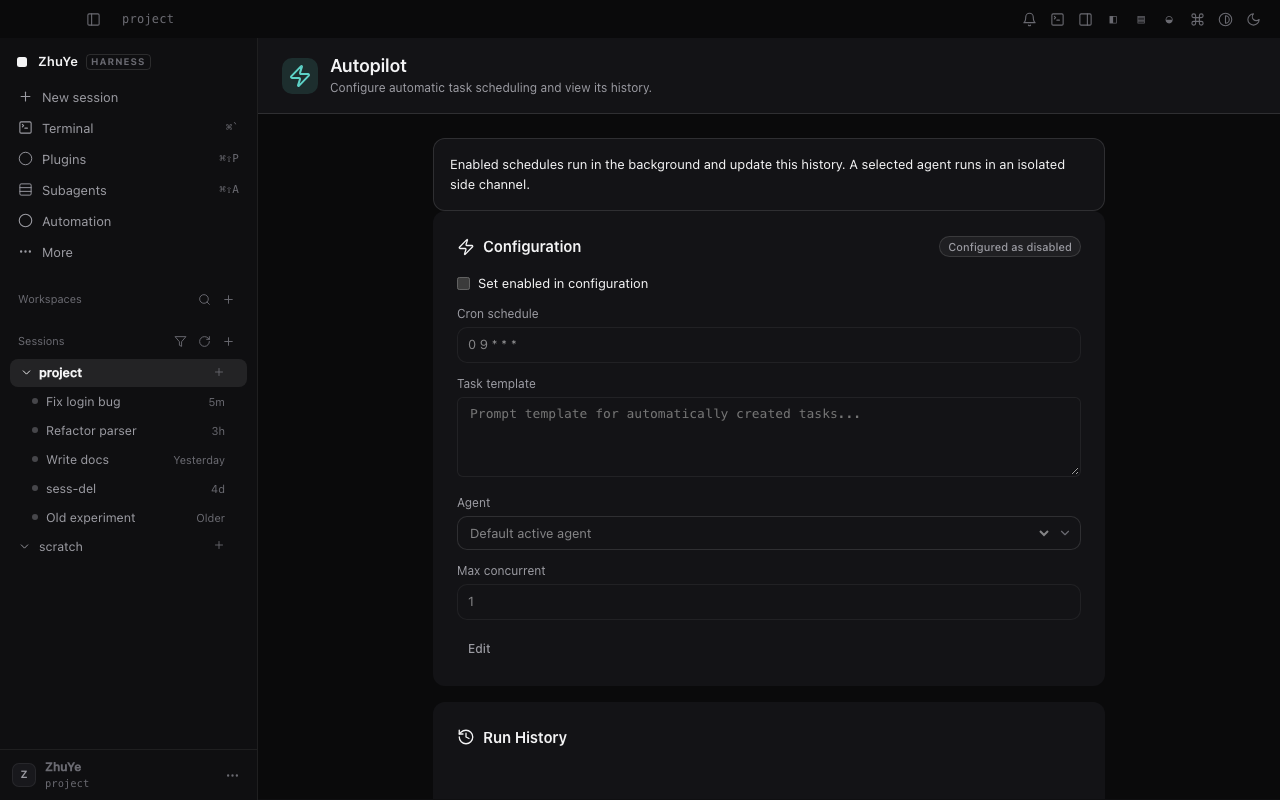 project
ZhuYe HARNESS
New session
Terminal ⌘`
Plugins ⌘⇧P
Subagents ⌘⇧A
Automation
More
Workspaces
Sessions
project
Fix login bug 5m
Refactor parser 3h
Write docs Yesterday
sess-del 4d
Old experiment Older
scratch
Z
ZhuYe
project
Autopilot
Configure automatic task scheduling and view its history.
Enabled schedules run in the background and update this history. A selected agent runs in an isolated
side channel.
Configuration Configured as disabled
Set enabled in configuration
Cron schedule
0 9 * * *
Task template
Prompt template for automatically created tasks...
Agent
Default active agent
Max concurrent
1
Edit
Run History